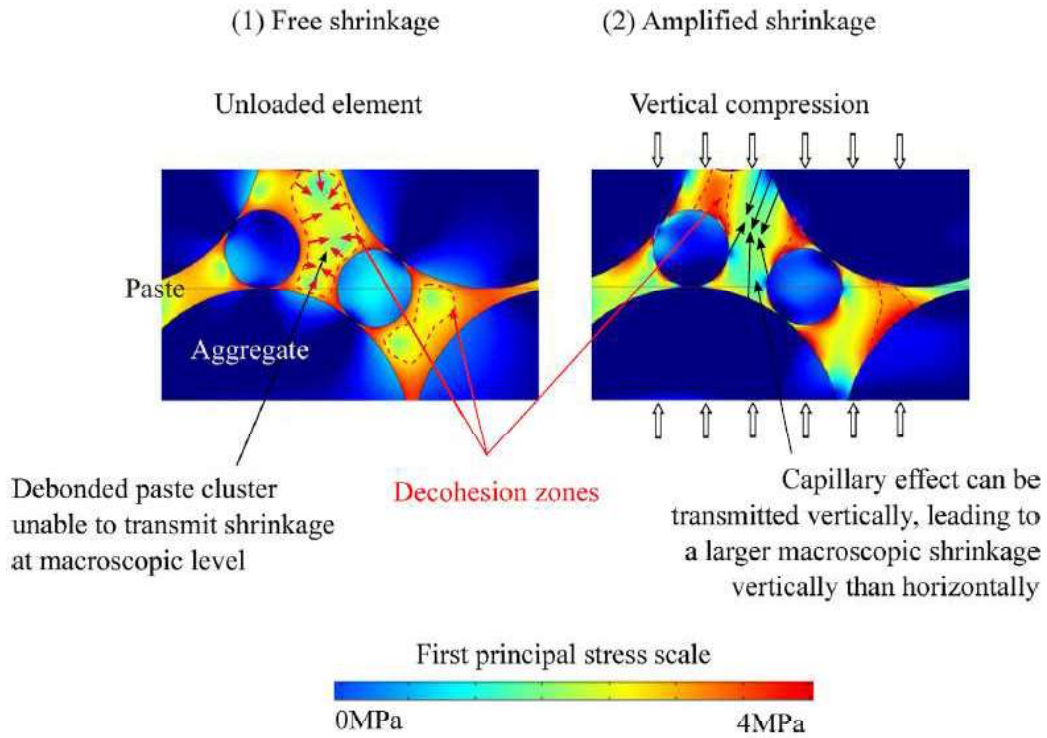 (1) Free shrinkage
(2) Amplified shrinkage
Unloaded element
Vertical compression
Paste
Aggregate
Debonded paste cluster
unable to transmit shrinkage
at macroscopic level
Decohesion zones
Capillary effect can be
transmitted vertically, leading to
a larger macroscopic shrinkage
vertically than horizontally
First principal stress scale
0MPa
4MPa